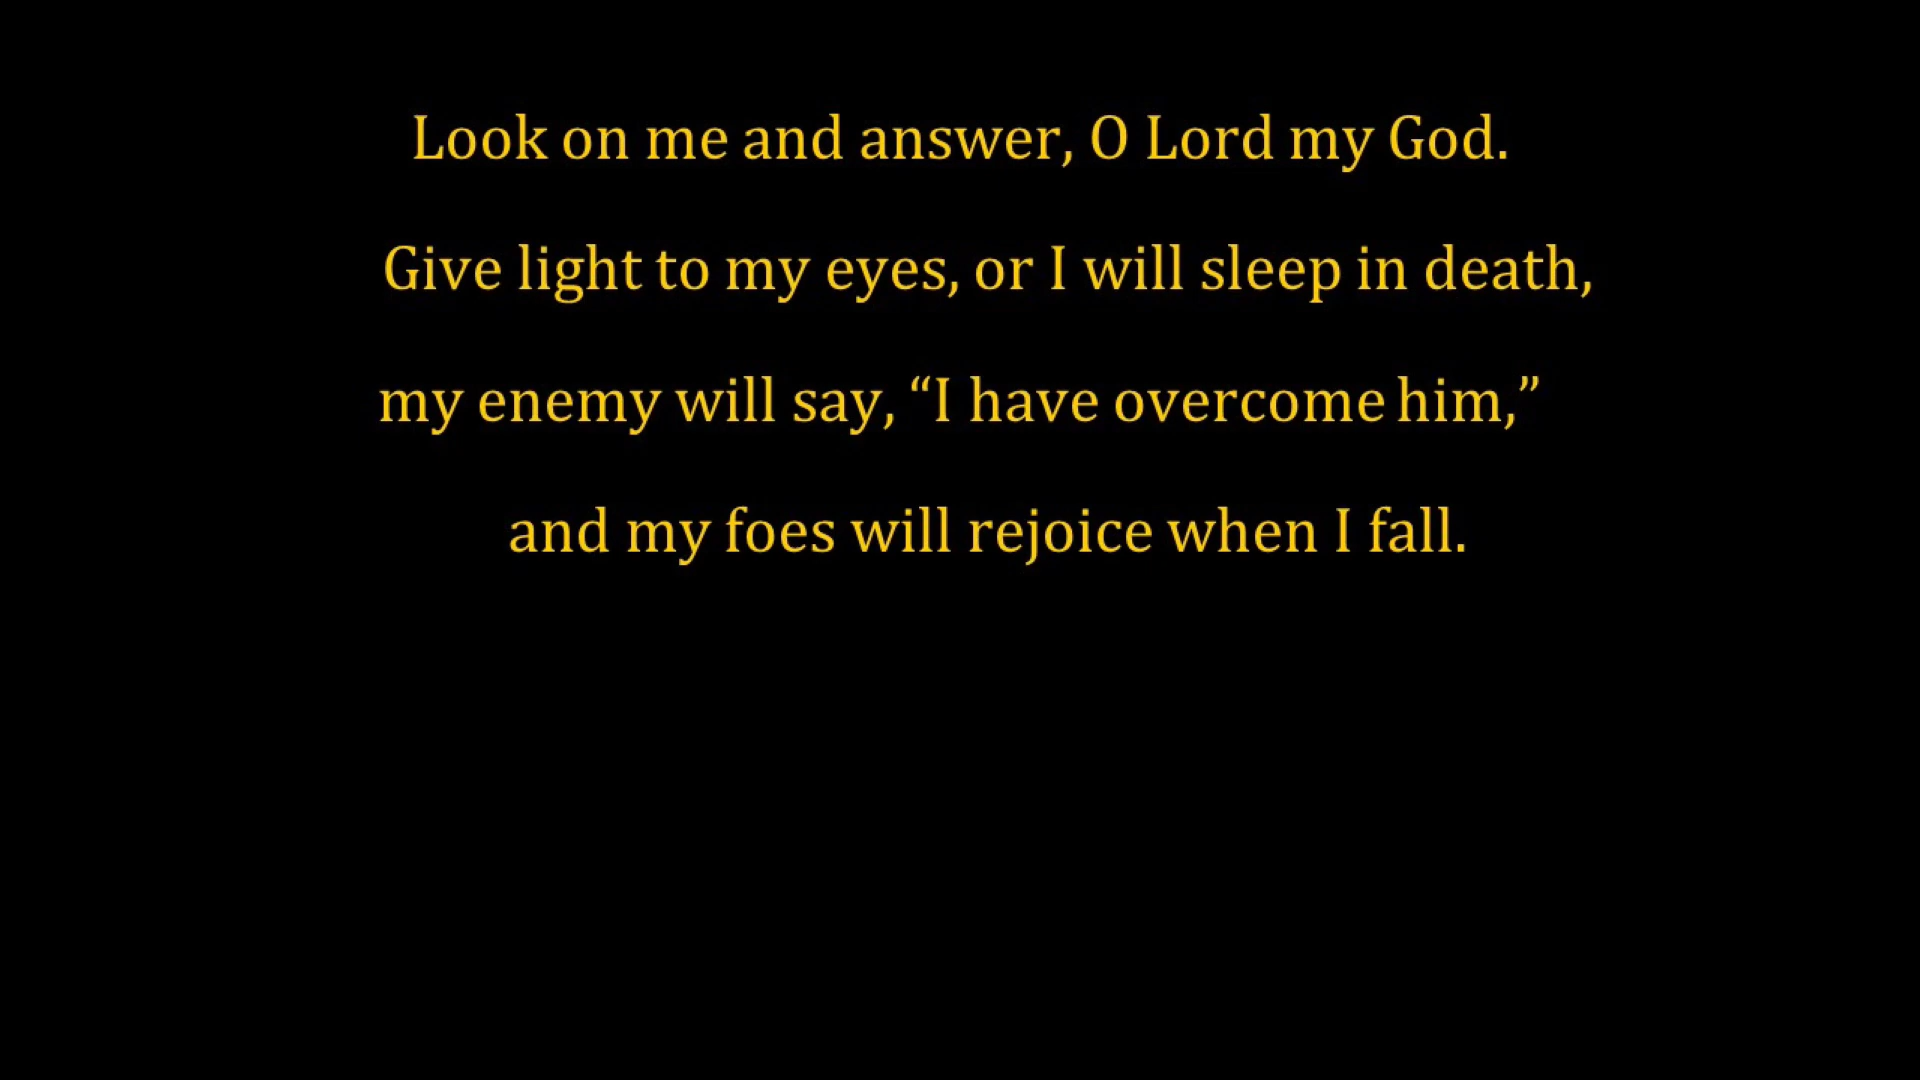 Look on me and answer, O Lord my God.
Give light to my eyes, or I will sleep in death,
my enemy will say, “I have overcome him,”
and my foes will rejoice when I fall.